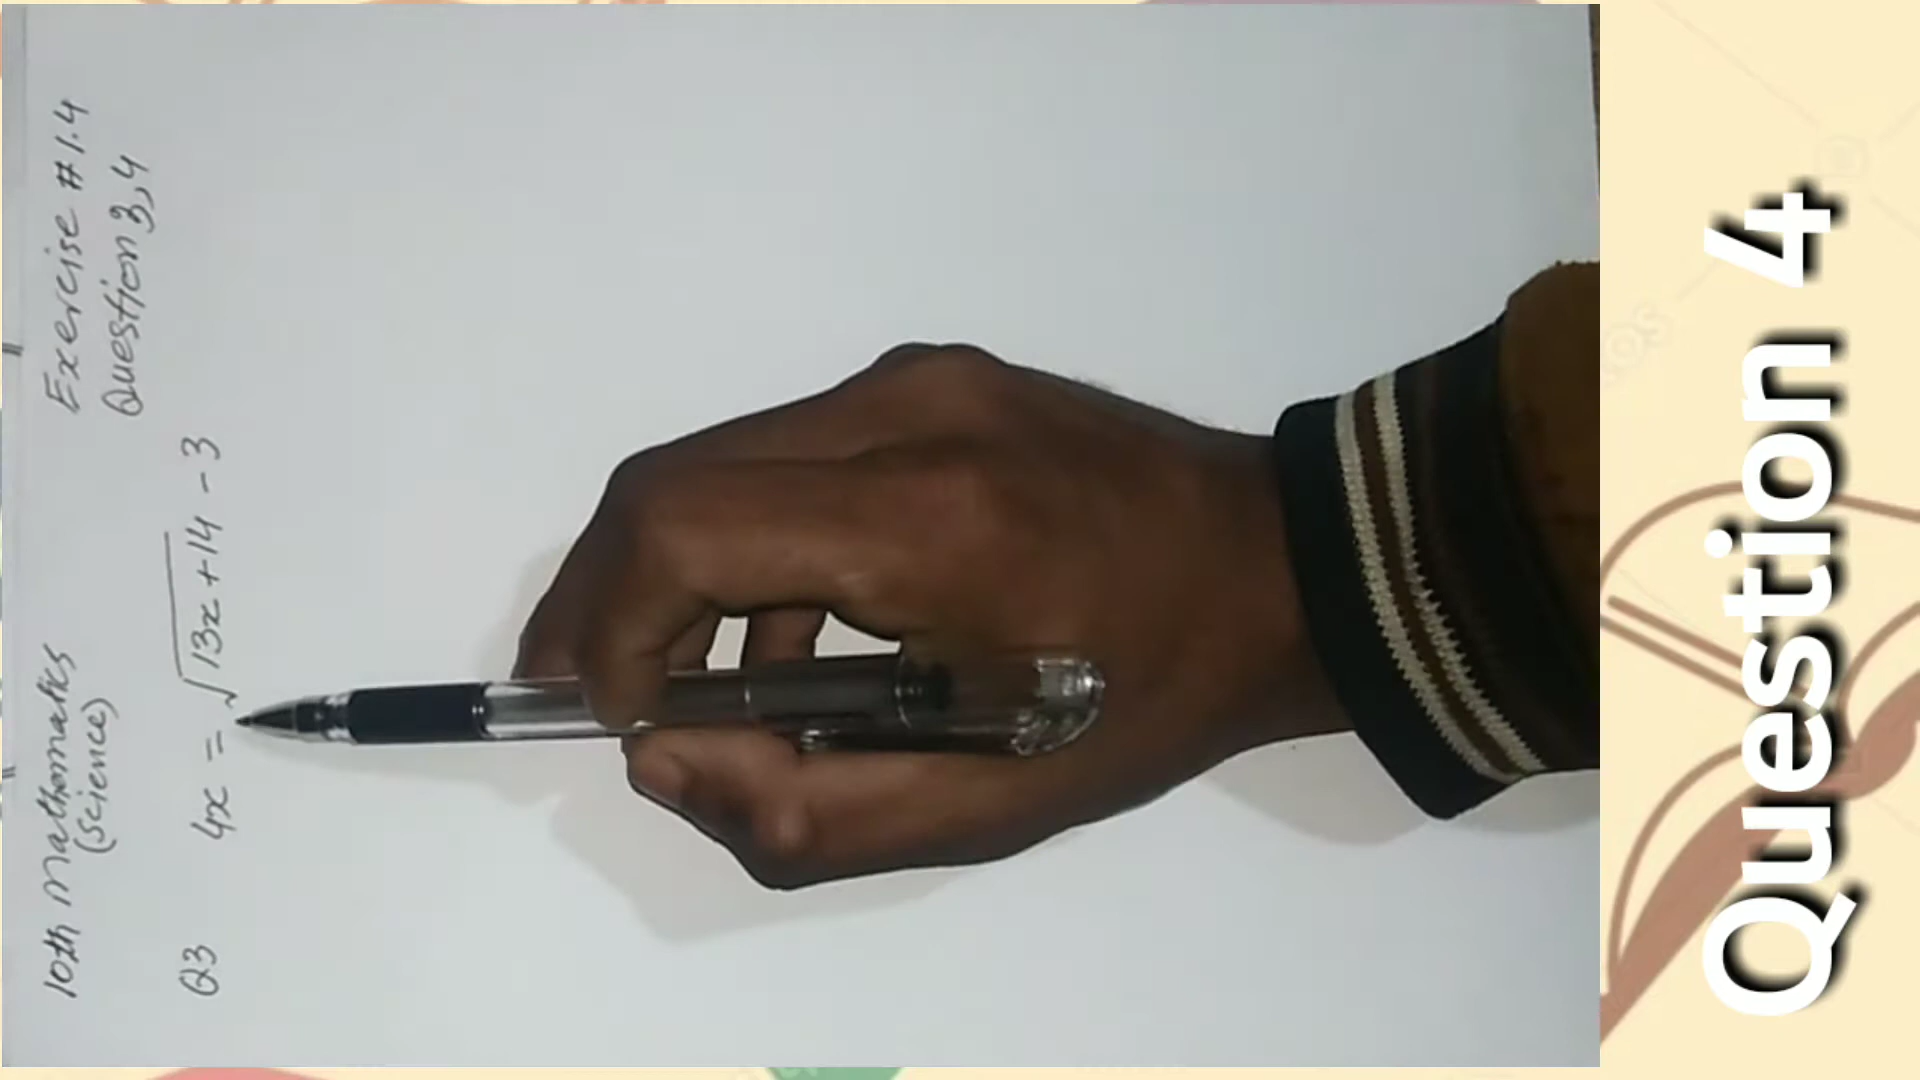 10th Mathematics
(Science)
Exercise # 1.4
Question 3,4
Q3 4x = √13x+14 - 3
Question 4